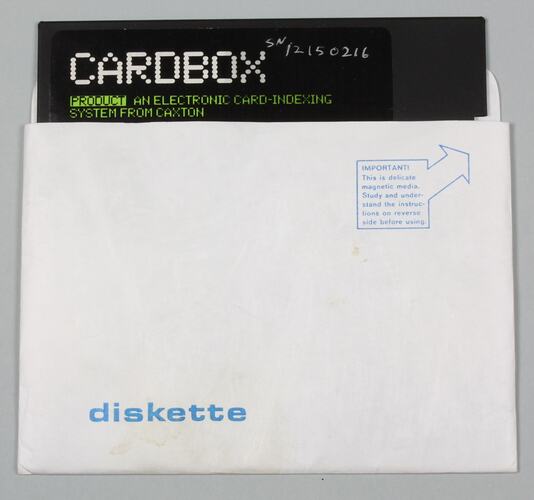 CARDBOX SN 12150216
PRODUCT AN ELECTRONIC CARD-INDEXING
SYSTEM FROM CAXTON
IMPORTANT!
This is delicate
magnetic media.
Study and under-
stand the instruc-
tions on reverse
side before using.
diskette